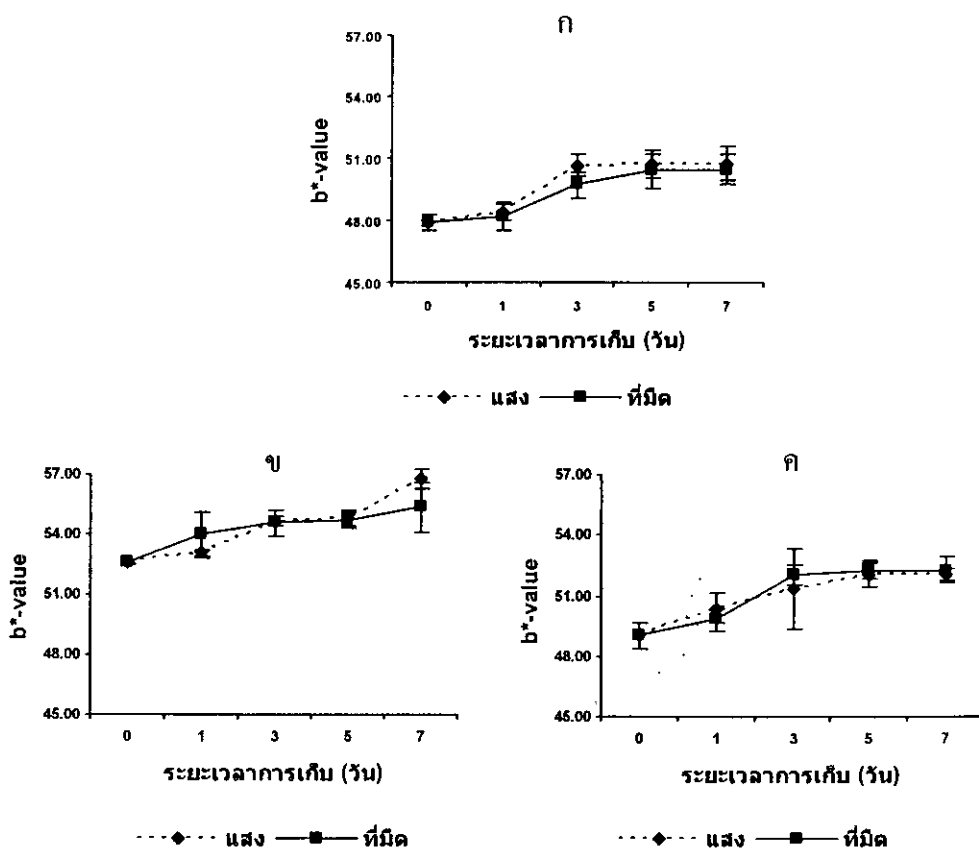 ก
57.00
54.00
51.00
48.00
45.00
b*-value
0 1 3 5 7
ระยะเวลาการเก็บ (วัน)
แสง ที่มืด
ข
57.00
54.00
51.00
48.00
45.00
b*-value
0 1 3 5 7
ระยะเวลาการเก็บ (วัน)
แสง ที่มืด
ค
57.00
54.00
51.00
48.00
45.00
b*-value
0 1 3 5 7
ระยะเวลาการเก็บ (วัน)
แสง ที่มืด